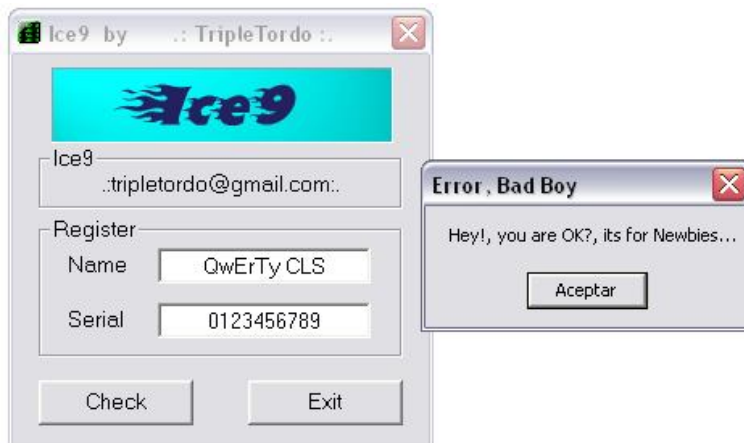 Ice9 by .: TripleTordo :.
Ice9
Ice9
.:tripletordo@gmail.com:.
Register
Name QwErTy CLS
Serial 0123456789
Check Exit
Error, Bad Boy
Hey!, you are OK?, its for Newbies...
Aceptar